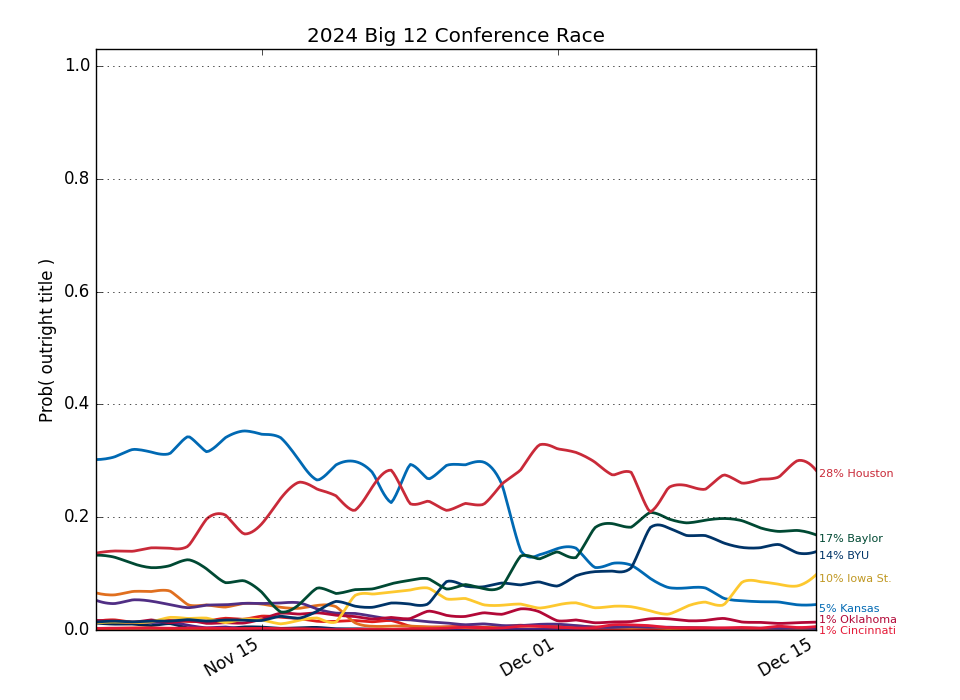 2024 Big 12 Conference Race
Prob( outright title )
1.0
0.8
0.6
0.4
0.2
0.0
Nov 15
Dec 01
Dec 15
28% Houston
17% Baylor
14% BYU
10% Iowa St.
5% Kansas
1% Oklahoma
1% Cincinnati